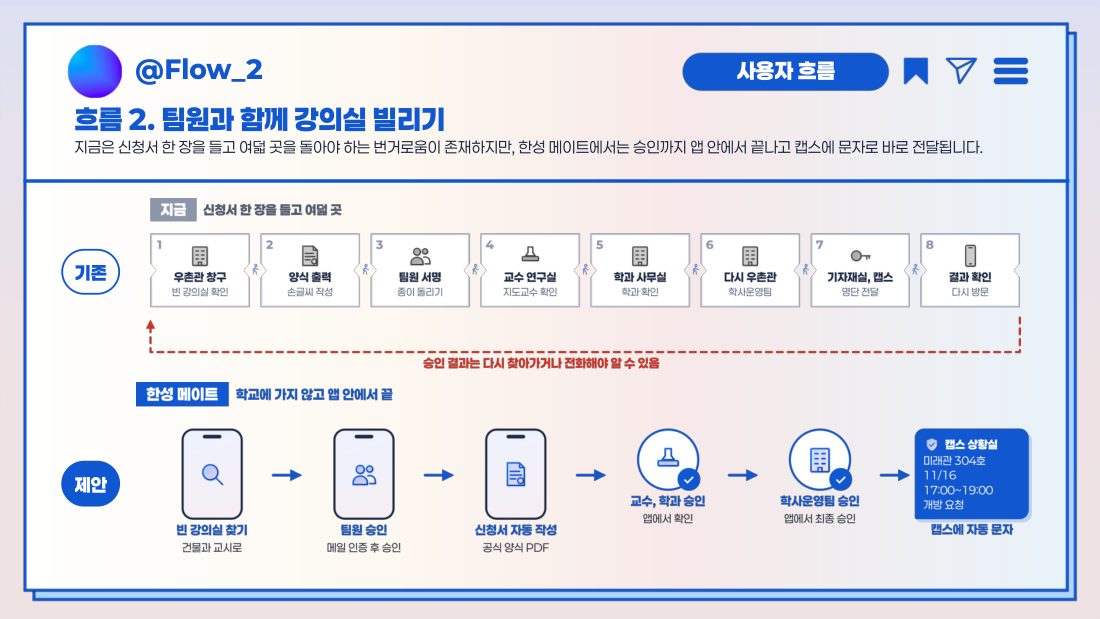 @Flow_2
사용자 흐름
흐름 2. 팀원과 함께 강의실 빌리기
지금은 신청서 한 장을 들고 여덟 곳을 돌아야 하는 번거로움이 존재하지만, 한성 메이트에서는 승인까지 앱 안에서 끝나고 캡스에 문자로 바로 전달됩니다.
지금 신청서 한 장을 들고 여덟 곳
기존
1
우촌관 창구
빈 강의실 확인
2
양식 출력
손글씨 작성
3
팀원 서명
종이 돌리기
4
교수 연구실
지도교수 확인
5
학과 사무실
학과 확인
6
다시 우촌관
학사운영팀
7
기자재실, 캡스
명단 전달
8
결과 확인
다시 방문
승인 결과는 다시 찾아가거나 전화해야 알 수 있음
한성 메이트 학교에 가지 않고 앱 안에서 끝
제안
빈 강의실 찾기
건물과 교시로
팀원 승인
메일 인증 후 승인
신청서 자동 작성
공식 양식 PDF
교수, 학과 승인
앱에서 확인
학사운영팀 승인
앱에서 최종 승인
캡스 상황실
미래관 304호
11/16
17:00~19:00
개방 요청
캡스에 자동 문자